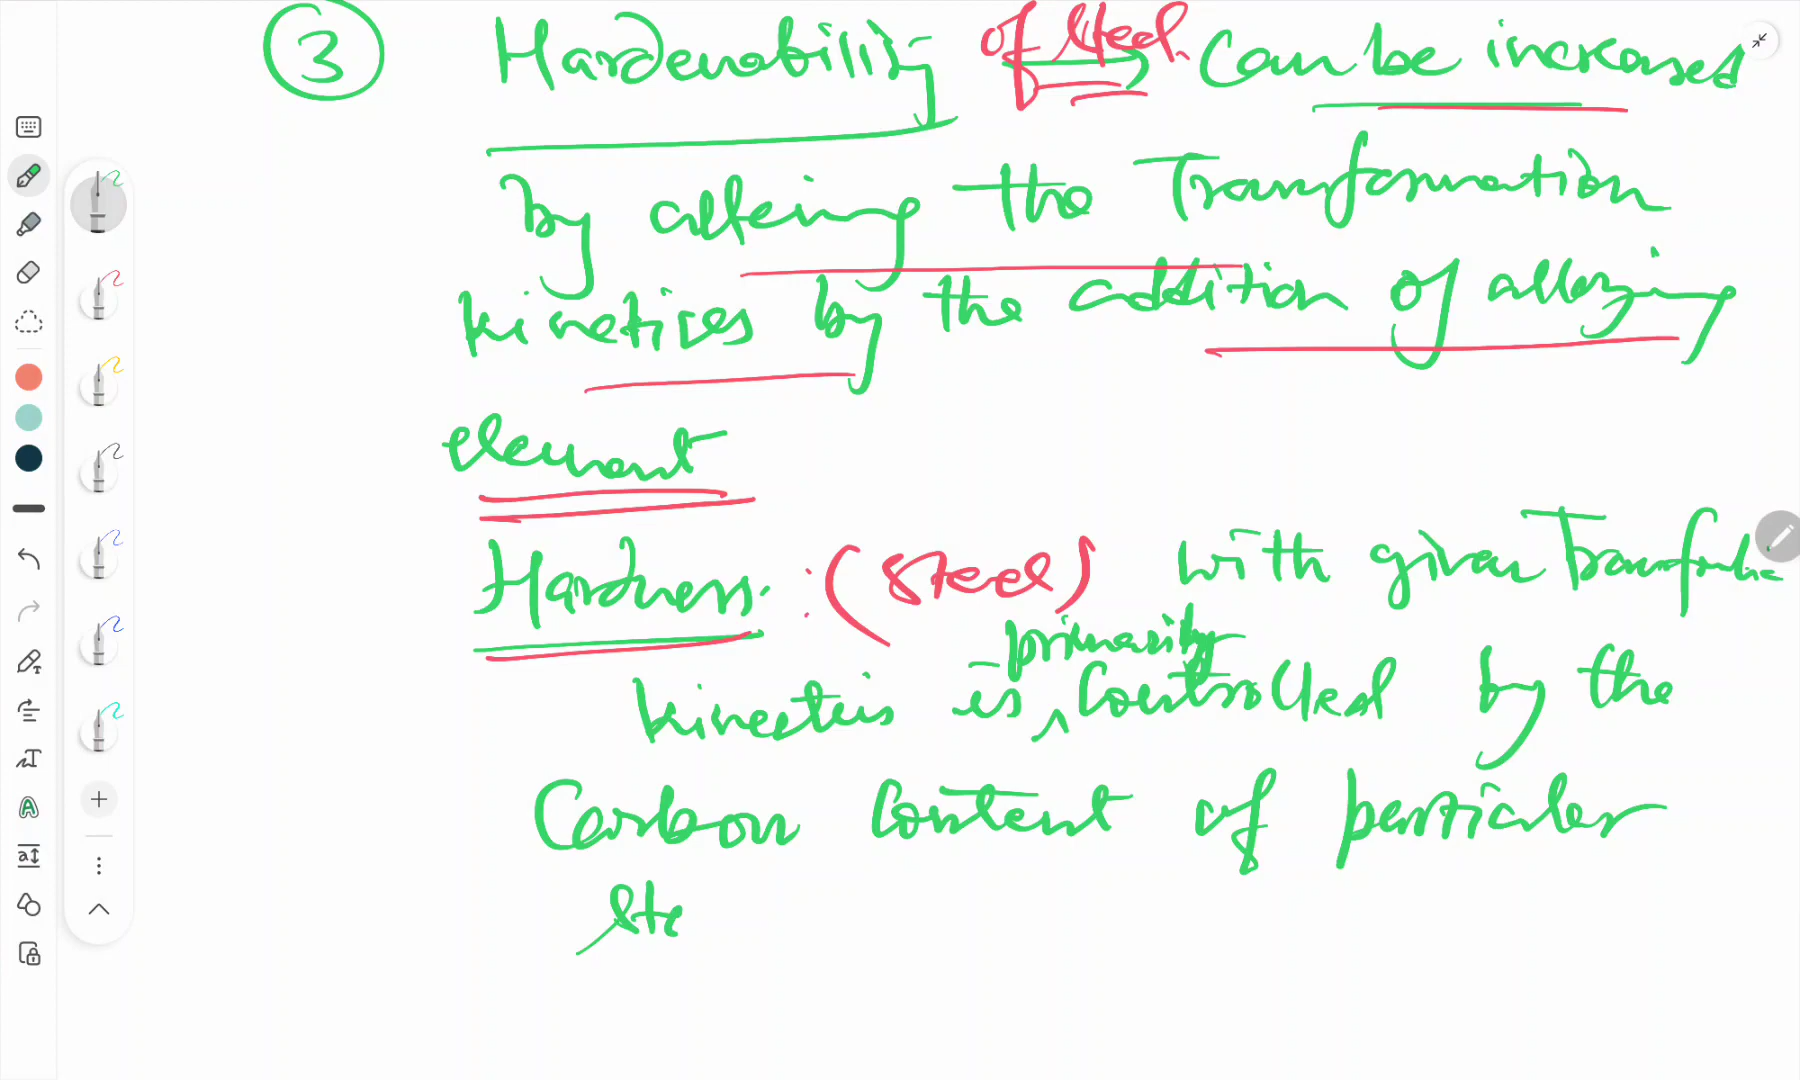 3 Hardenability of steel can be increased
by altering the Transformation
kinetics by the addition of alloying
element
Hardness : (steel) with given Transformation
kinectis is primarily controlled by the
Carbon content of particular
ste